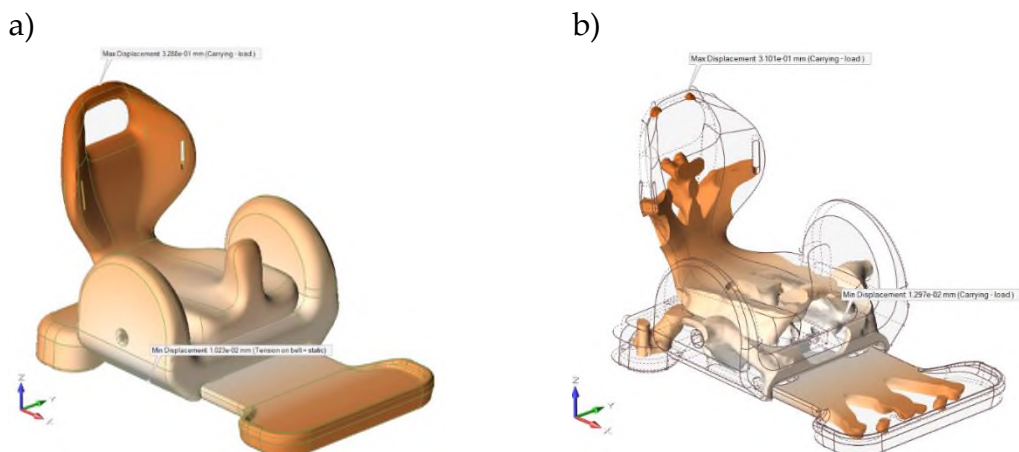 a)
b)
Max Displacement 3.288e-01 mm (Carrying - load )
Max Displacement 3.101e-01 mm (Carrying - load )
Min Displacement 1.297e-02 mm (Carrying - load )
Min Displacement 1.023e-02 mm (Tension on belt - static)
Z
Y
X
Z
Y
X